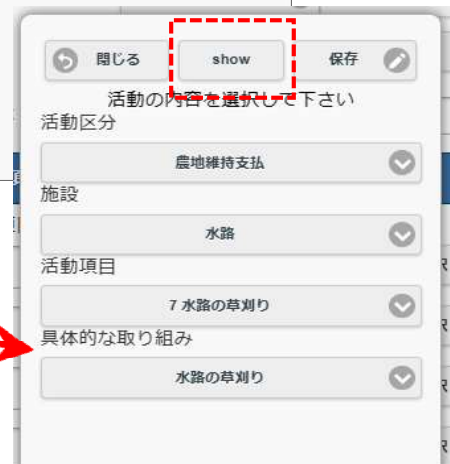 閉じる show 保存
活動の内容を選択して下さい
活動区分
農地維持支払
施設
水路
活動項目
7 水路の草刈り
具体的な取り組み
水路の草刈り